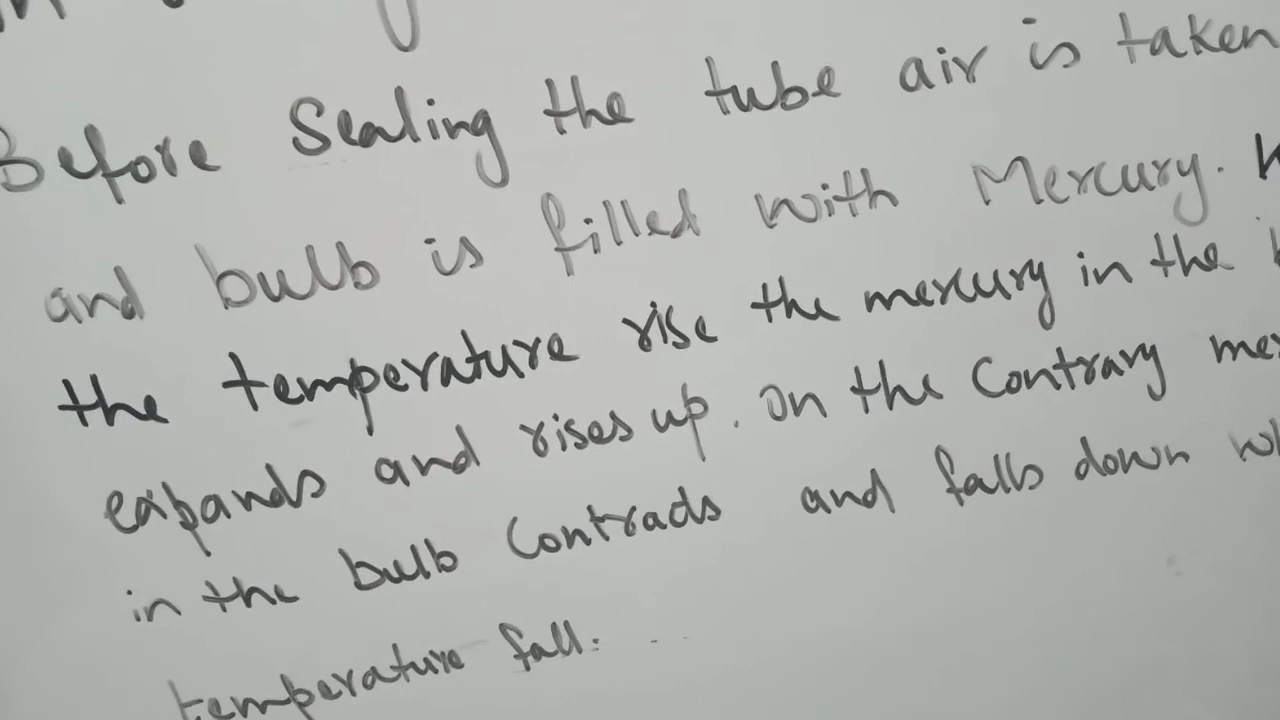 Before Sealing the tube air is taken
and bulb is filled with Mercury.
the temperature rise the mercury in the
expands and rises up. On the Contrary
in the bulb Contracts and falls down
temperature fall.